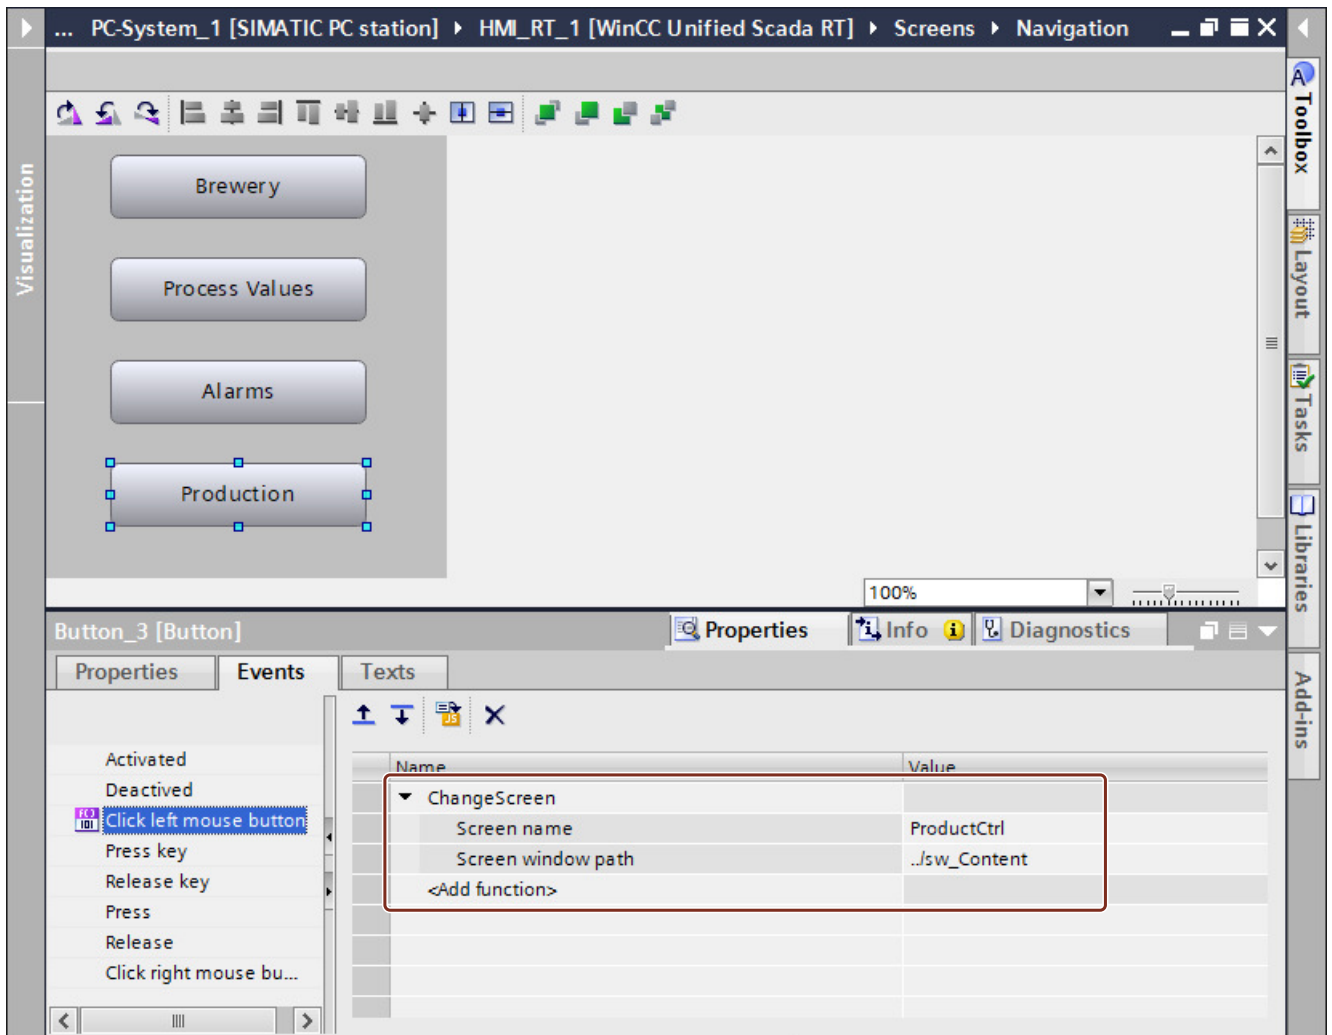 ... PC-System_1 [SIMATIC PC station] ▸ HMI_RT_1 [WinCC Unified Scada RT] ▸ Screens ▸ Navigation
Visualization
Brewery
Process Values
Alarms
Production
100%
Toolbox
Layout
Tasks
Libraries
Add-ins
Button_3 [Button]
Properties
Info
Diagnostics
Properties
Events
Texts
Activated
Deactived
Click left mouse button
Press key
Release key
Press
Release
Click right mouse bu...
Name Value
ChangeScreen
Screen name ProductCtrl
Screen window path ../sw_Content
<Add function>